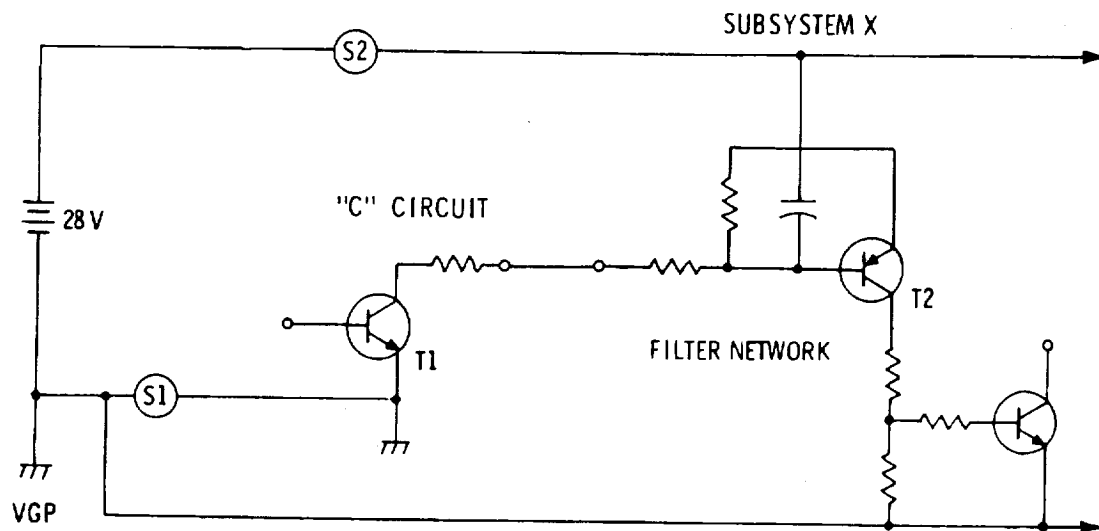 SUBSYSTEM X
S2
"C" CIRCUIT
28 V
T2
T1
FILTER NETWORK
S1
VGP